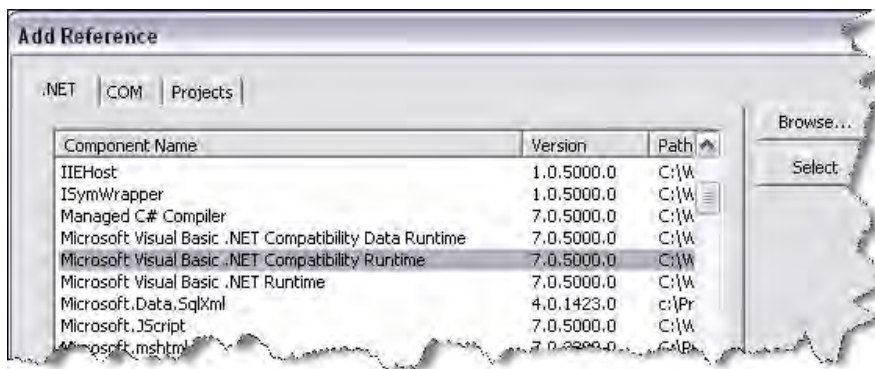 Add Reference
.NET COM Projects
Browse...
Component Name Version Path
Select
IIEHost 1.0.5000.0 C:\W
ISymWrapper 1.0.5000.0 C:\W
Managed C# Compiler 7.0.5000.0 C:\W
Microsoft Visual Basic .NET Compatibility Data Runtime 7.0.5000.0 C:\W
Microsoft Visual Basic .NET Compatibility Runtime 7.0.5000.0 C:\W
Microsoft Visual Basic .NET Runtime 7.0.5000.0 C:\W
Microsoft.Data.SqlXml 4.0.1423.0 c:\Pr
Microsoft.JScript 7.0.5000.0 C:\W
Microsoft.mshtml